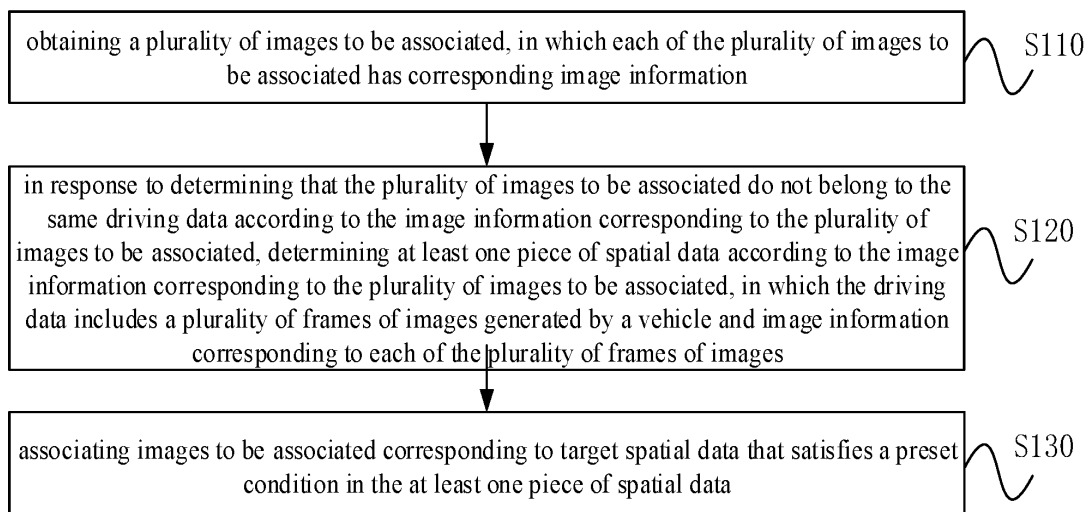 obtaining a plurality of images to be associated, in which each of the plurality of images to
be associated has corresponding image information
S110
in response to determining that the plurality of images to be associated do not belong to the
same driving data according to the image information corresponding to the plurality of
images to be associated, determining at least one piece of spatial data according to the image
information corresponding to the plurality of images to be associated, in which the driving
data includes a plurality of frames of images generated by a vehicle and image information
corresponding to each of the plurality of frames of images
S120
associating images to be associated corresponding to target spatial data that satisfies a preset
condition in the at least one piece of spatial data
S130